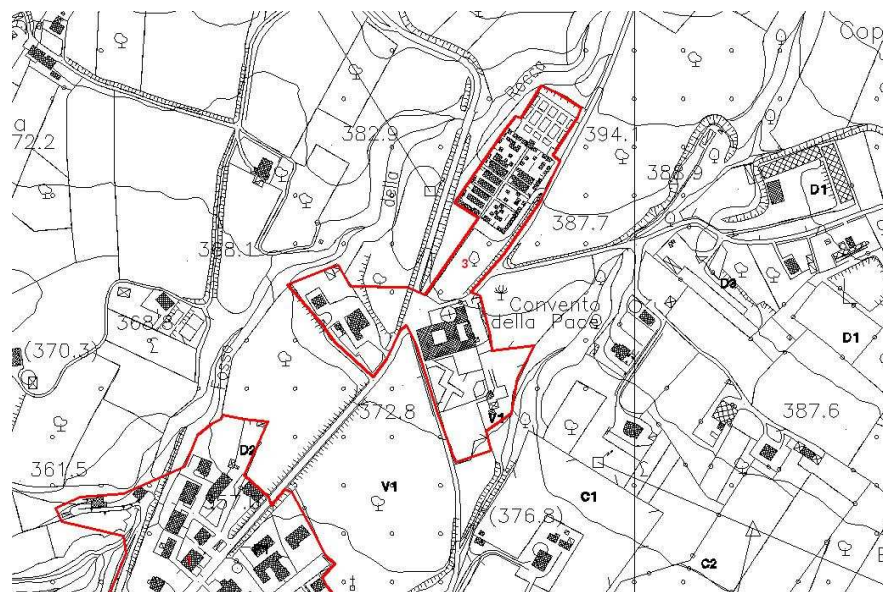 Cop
a
72.2
382.9
della
Rocca
394.1
388.9
D1
368.1
387.7
3
D3
Convento
della Pace
368.8
D1
(370.3)
Fosso
372.8
V1
387.6
361.5
D2
V1
C1
(376.8)
C2
E